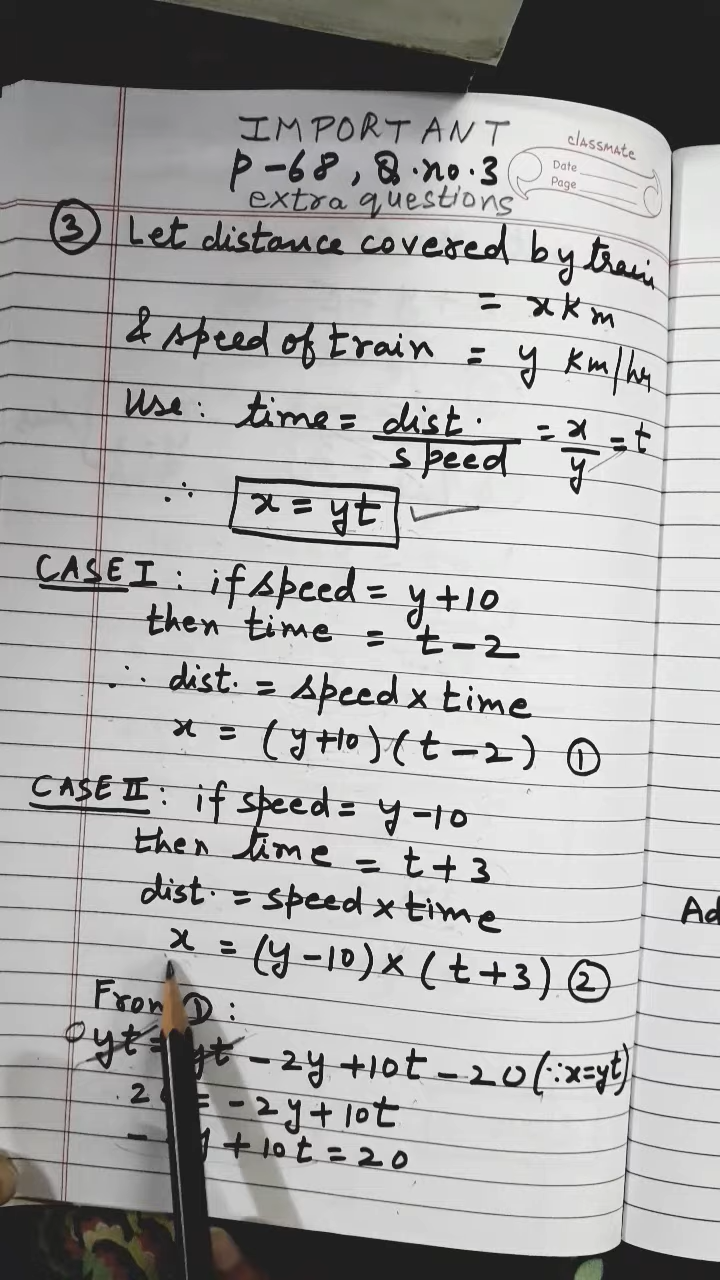 IMPORTANT
P-68, Q.no.3
extra questions
classmate
Date
Page
③ Let distance covered by train
= x km
& speed of train = y km/hr
Use: time = dist./speed = x/y = t
∴ x = yt ✓
CASE I : if speed = y+10
then time = t-2
∴ dist. = speed x time
x = (y+10)(t-2) ①
CASE II : if speed = y-10
then time = t+3
dist. = speed x time
x = (y-10) x (t+3) ②
Ad
From ① :
yt = yt - 2y + 10t - 20 (∵x=yt)
= -2y + 10t
+ 10t = 20